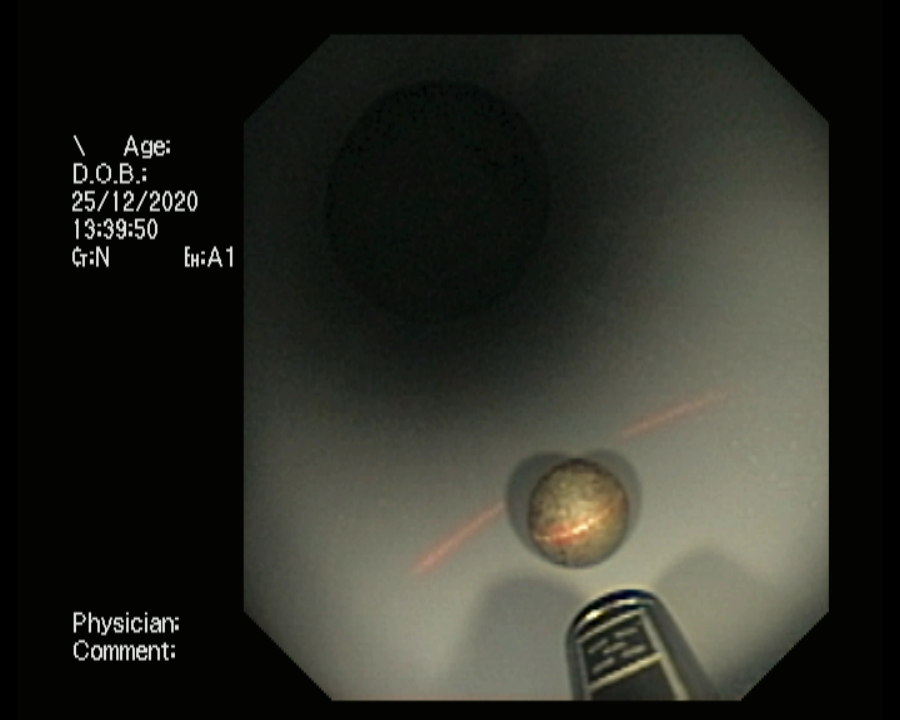 \ Age:
D.O.B.:
25/12/2020
13:39:50
Cr:N Eh:A1
Physician:
Comment: